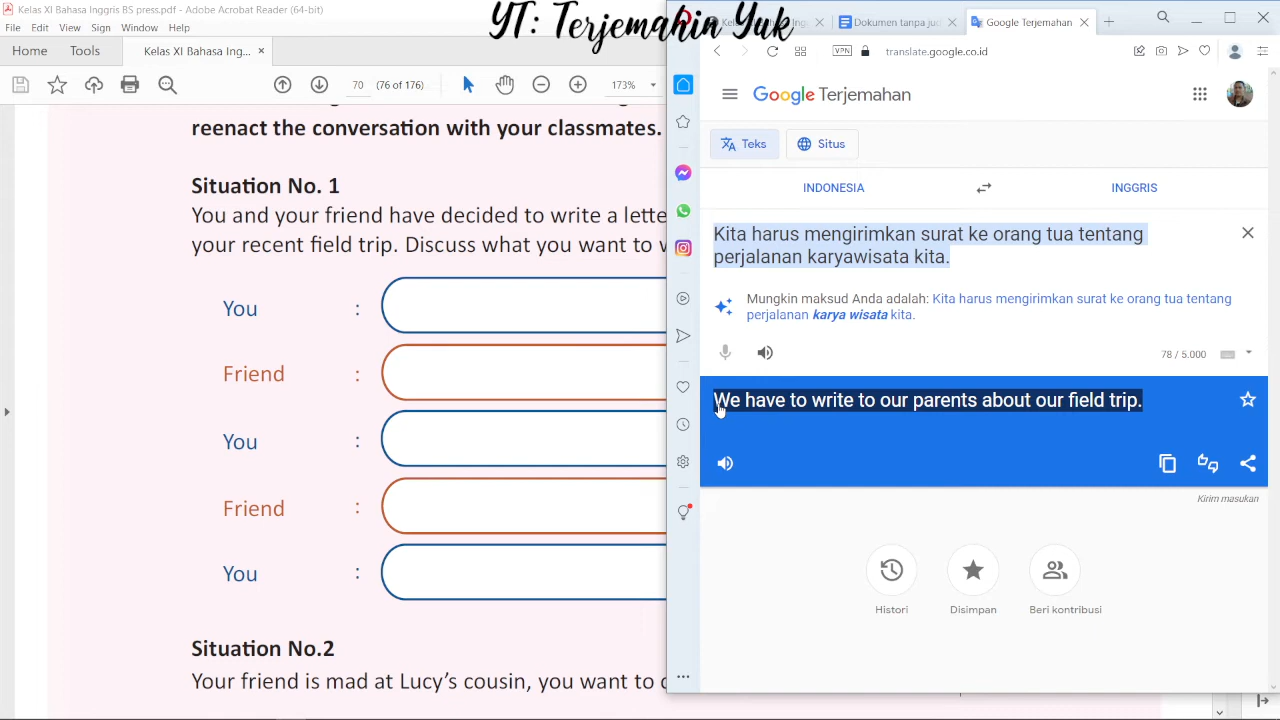 Kelas XI Bahasa Inggris BS press.pdf - Adobe Acrobat Reader (64-bit)
YT: Terjemahin Yuk
Dokumen tanpa jud
Google Terjemahan
View Sign Window Help
Home
Tools
Kelas XI Bahasa Ing...
VPN
translate.google.co.id
70
(76 of 176)
173%
Google Terjemahan
reenact the conversation with your classmates.
Teks
Situs
Situation No. 1
INDONESIA
INGGRIS
You and your friend have decided to write a lette
your recent field trip. Discuss what you want to
Kita harus mengirimkan surat ke orang tua tentang
perjalanan karyawisata kita.
Mungkin maksud Anda adalah: Kita harus mengirimkan surat ke orang tua tentang
perjalanan karya wisata kita.
78 / 5.000
You :
Friend :
You :
Friend :
You :
We have to write to our parents about our field trip.
Kirim masukan
Histori
Disimpan
Beri kontribusi
Situation No.2
Your friend is mad at Lucy's cousin, you want to